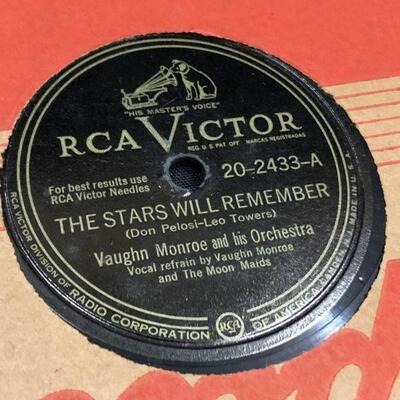 "HIS MASTER'S VOICE"
RCA VICTOR
REG. U.S. PAT. OFF. MARCAS REGISTRADAS
For best results use
RCA Victor Needles
20-2433-A
THE STARS WILL REMEMBER
(Don Pelosi-Leo Towers)
Vaughn Monroe and his Orchestra
Vocal refrain by Vaughn Monroe
and The Moon Maids
RCA VICTOR DIVISION OF RADIO CORPORATION OF AMERICA, CAMDEN, N.J. MADE IN U.S.A.
RCA